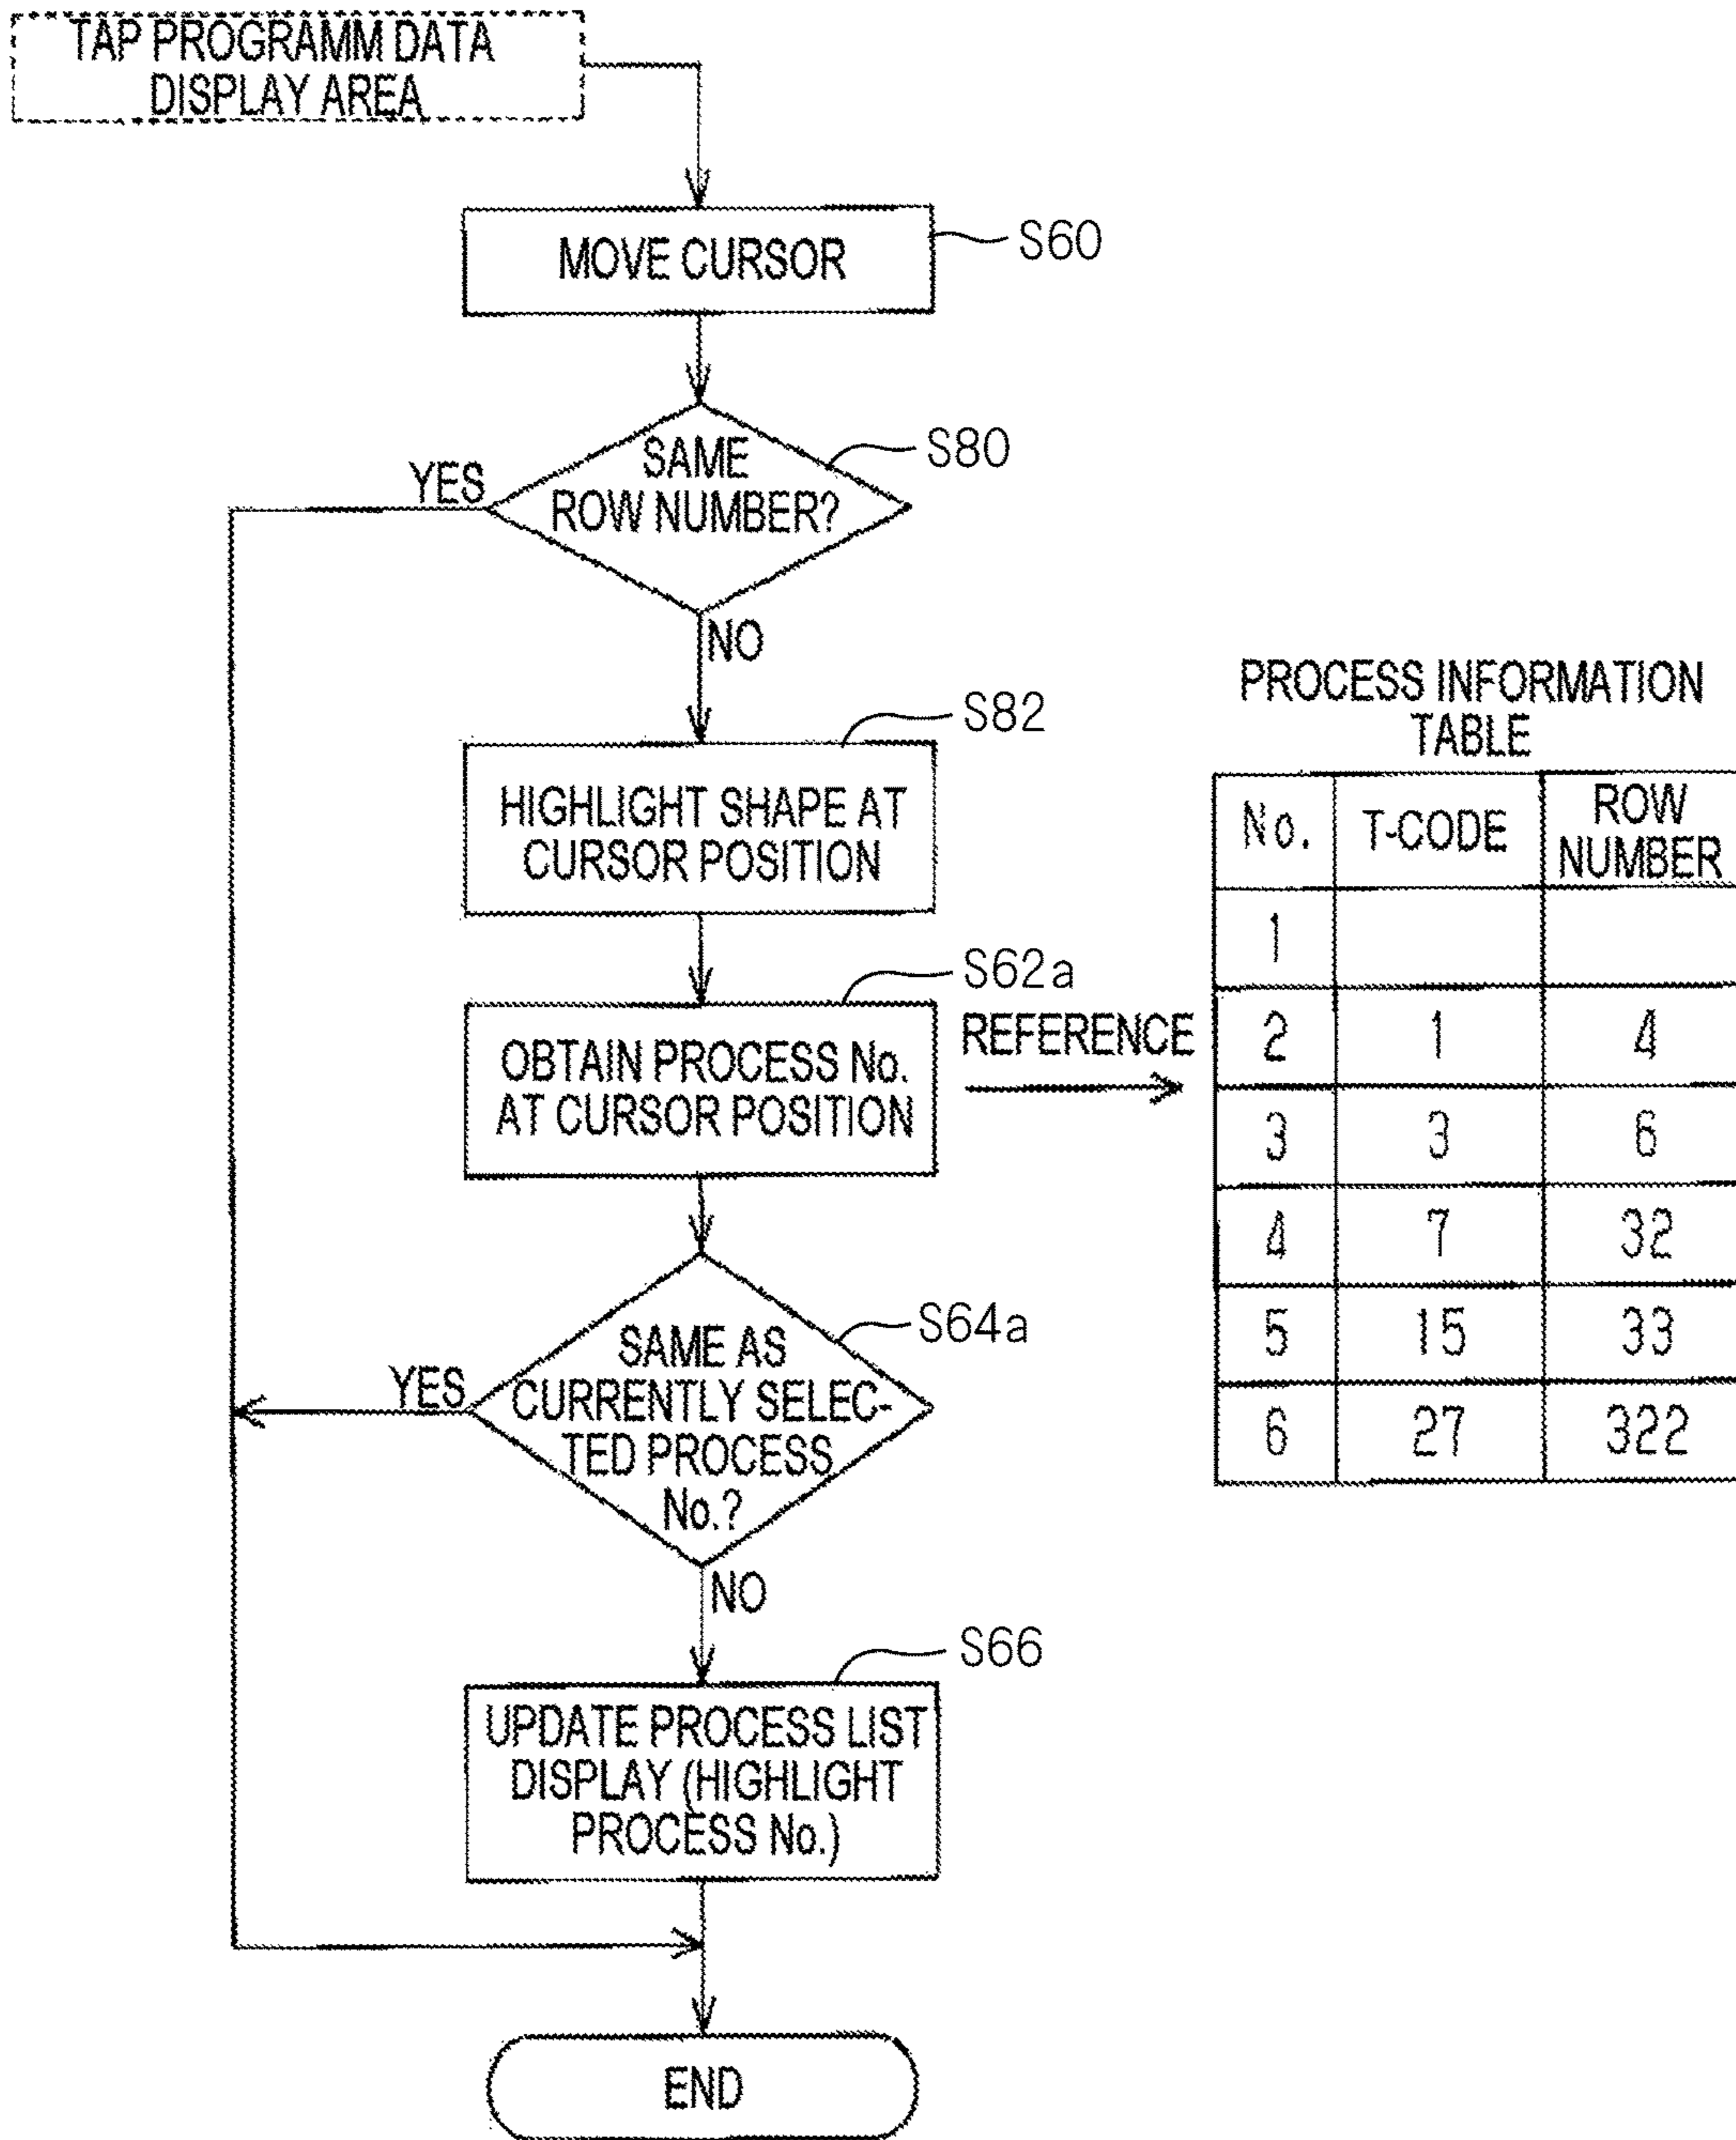 TAP PROGRAMM DATA
DISPLAY AREA
MOVE CURSOR
S60
SAME
ROW NUMBER?
S80
YES
NO
HIGHLIGHT SHAPE AT
CURSOR POSITION
S82
OBTAIN PROCESS No.
AT CURSOR POSITION
S62a
REFERENCE
SAME AS
CURRENTLY SELEC-
TED PROCESS
No.?
S64a
YES
NO
UPDATE PROCESS LIST
DISPLAY (HIGHLIGHT
PROCESS No.)
S66
END
PROCESS INFORMATION
TABLE
No. T-CODE ROW
NUMBER
1
2 1 4
3 3 6
4 7 32
5 15 33
6 27 322